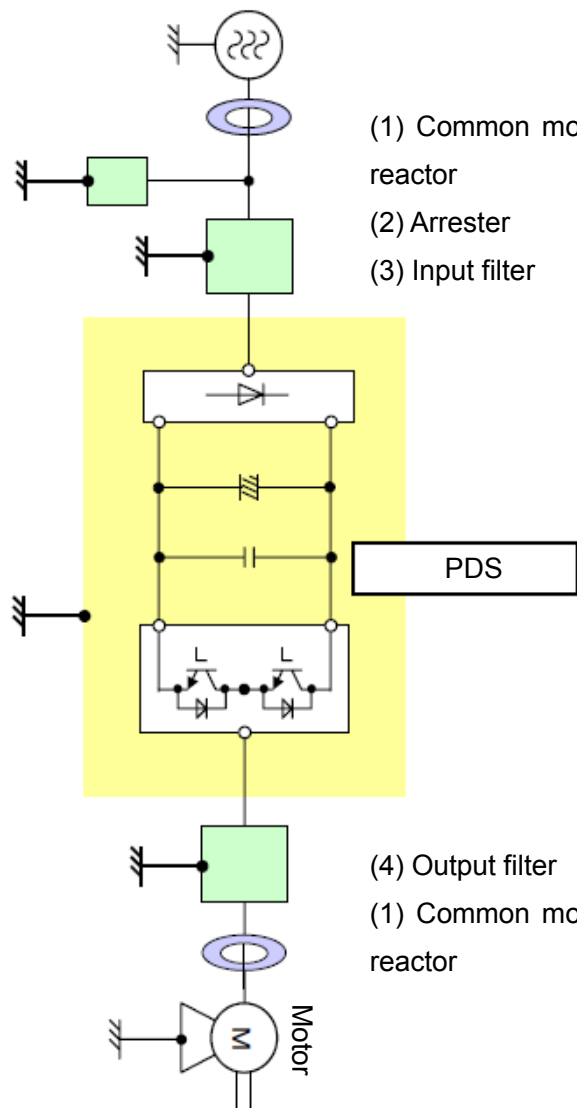 (1) Common mo
reactor
(2) Arrester
(3) Input filter
PDS
(4) Output filter
(1) Common mo
reactor
M
Motor